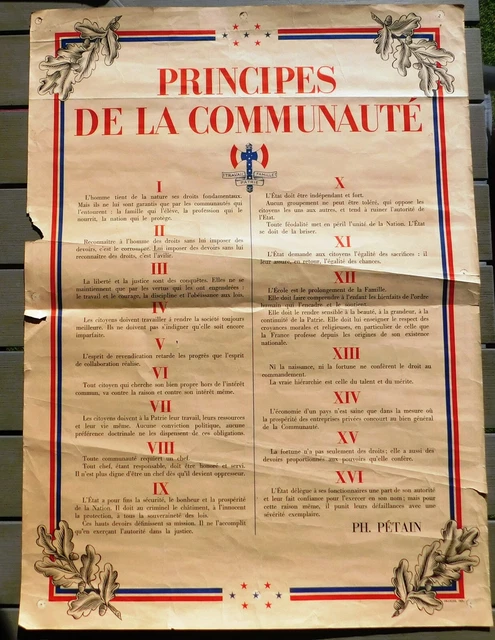 PRINCIPES
DE LA COMMUNAUTÉ
TRAVAIL FAMILLE
PATRIE
I
L'homme tient de la nature ses droits fondamentaux.
Mais ils ne lui sont garantis que par les communautés qui
l'entourent : la famille qui l'élève, la profession qui le
nourrit, la nation qui le protège.
II
Reconnaître à l'homme des droits sans lui imposer des
devoirs, c'est le corrompre. Lui imposer des devoirs sans lui
reconnaître des droits, c'est l'avilir.
III
La liberté et la justice sont des conquêtes. Elles ne se
maintiennent que par les vertus qui les ont engendrées :
le travail et le courage, la discipline et l'obéissance aux lois.
IV
Les citoyens doivent travailler à rendre la société toujours
meilleure. Ils ne doivent pas s'indigner qu'elle soit encore
imparfaite.
V
L'esprit de revendication retarde les progrès que l'esprit
de collaboration réalise.
VI
Tout citoyen qui cherche son bien propre hors de l'intérêt
commun, va contre la raison et contre son intérêt même.
VII
Les citoyens doivent à la Patrie leur travail, leurs ressources
et leur vie même. Aucune conviction politique, aucune
préférence doctrinale ne les dispensent de ces obligations.
VIII
Toute communauté requiert un chef.
Tout chef, étant responsable, doit être honoré et servi.
Il n'est plus digne d'être un chef dès qu'il devient oppresseur.
IX
L'État a pour fins la sécurité, le bonheur et la prospérité
de la Nation. Il doit au criminel le châtiment, à l'innocent
la protection, à tous la souveraineté des lois.
Ces hauts devoirs définissent sa mission. Il ne l'accomplit
qu'en exerçant l'autorité dans la justice.
X
L'État doit être indépendant et fort.
Aucun groupement ne peut être toléré, qui oppose les
citoyens les uns aux autres, et tend à ruiner l'autorité de
l'État.
Toute féodalité met en péril l'unité de la Nation. L'État
se doit de la briser.
XI
L'État demande aux citoyens l'égalité des sacrifices : il
leur assure, en retour, l'égalité des chances.
XII
L'École est le prolongement de la Famille.
Elle doit faire comprendre à l'enfant les bienfaits de l'ordre
humain qui l'encadre et le soutient.
Elle doit le rendre sensible à la beauté, à la grandeur, à la
continuité de la Patrie. Elle doit lui enseigner le respect des
croyances morales et religieuses, en particulier de celle que
la France professe depuis les origines de son existence
nationale.
XIII
Ni la naissance, ni la fortune ne confèrent le droit au
commandement.
La vraie hiérarchie est celle du talent et du mérite.
XIV
L'économie d'un pays n'est saine que dans la mesure où
la prospérité des entreprises privées concourt au bien général
de la Communauté.
XV
La fortune n'a pas seulement des droits; elle a aussi des
devoirs proportionnés aux pouvoirs qu'elle confère.
XVI
L'État délègue à ses fonctionnaires une part de son autorité
et leur fait confiance pour l'exercer en son nom; mais pour
cette raison même, il punit leurs défaillances avec une
sévérité exemplaire.
PH. PÉTAIN